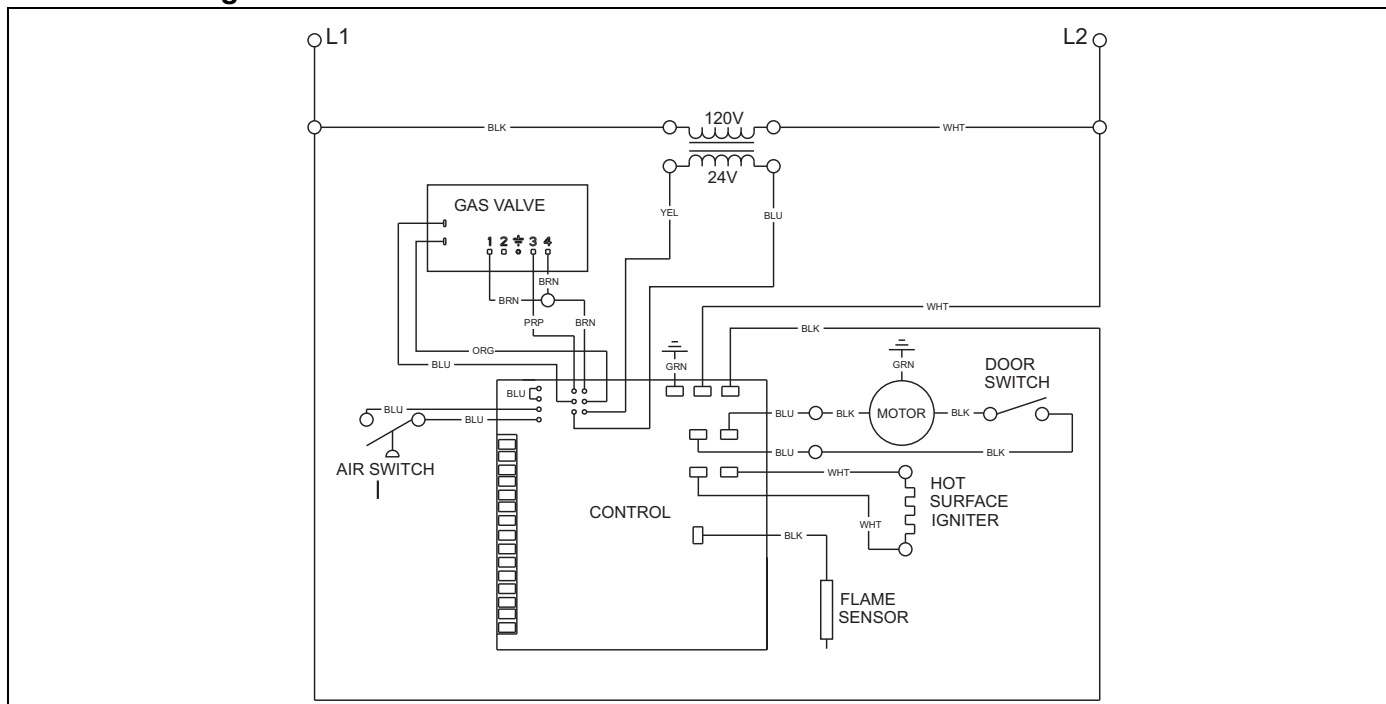 g
L1
L2
120V
BLK
WHT
24V
GAS VALVE
YEL
BLU
1 2 3 4
BRN
BRN
PRP
BRN
WHT
BLK
ORG
BLU
GRN
GRN
DOOR
SWITCH
BLU
BLU
BLU
BLK
MOTOR
BLK
BLU
BLU
BLK
AIR SWITCH
WHT
HOT
SURFACE
IGNITER
CONTROL
WHT
BLK
FLAME
SENSOR